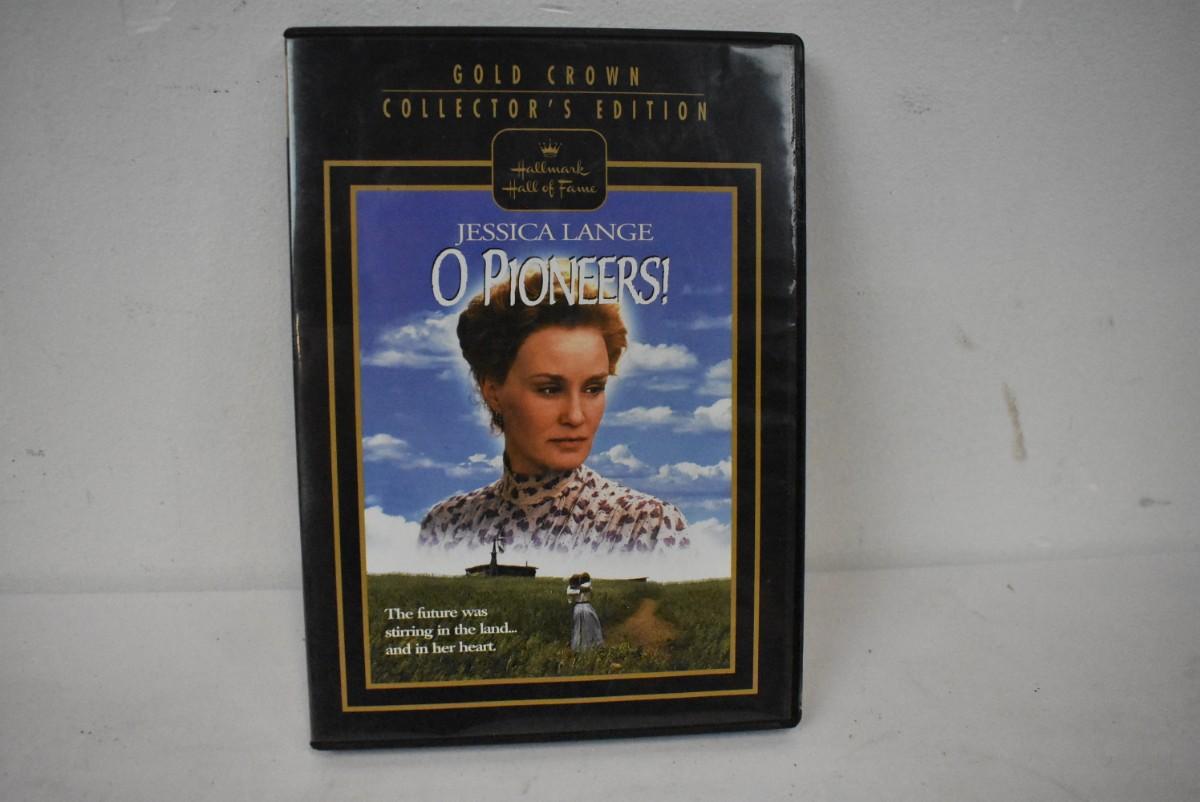 GOLD CROWN
COLLECTOR'S EDITION
Hallmark
Hall of Fame
JESSICA LANGE
O PIONEERS!
The future was
stirring in the land...
and in her heart.